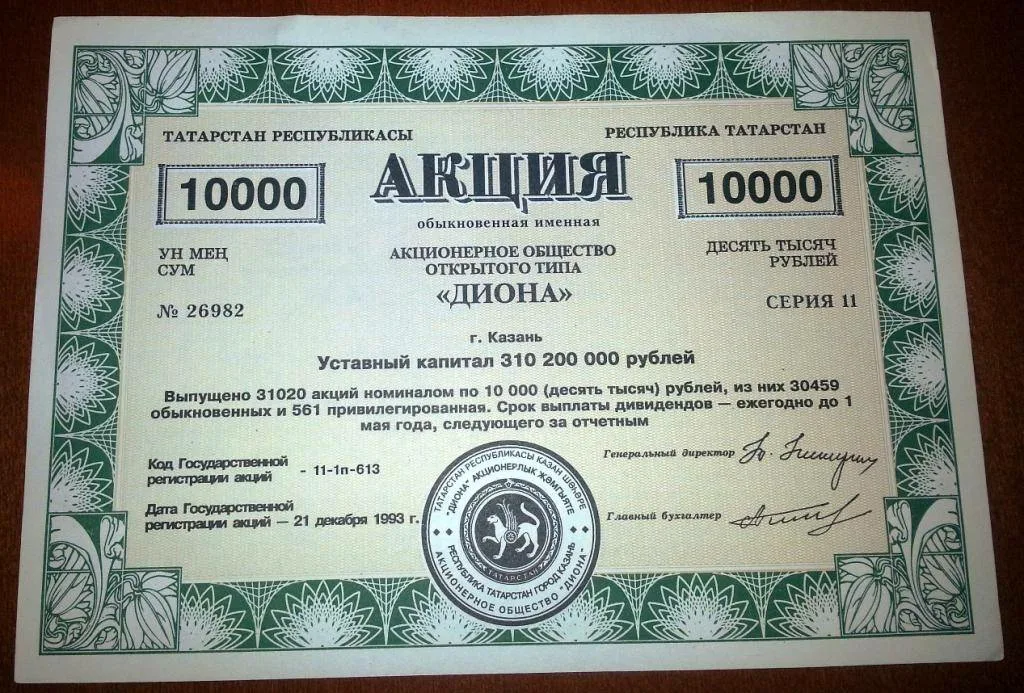 ТАТАРСТАН РЕСПУБЛИКАСЫ
РЕСПУБЛИКА ТАТАРСТАН
10000
АКЦИЯ
10000
обыкновенная именная
УН МЕҢ
СУМ
АКЦИОНЕРНОЕ ОБЩЕСТВО
ОТКРЫТОГО ТИПА
«ДИОНА»
ДЕСЯТЬ ТЫСЯЧ
РУБЛЕЙ
№ 26982
СЕРИЯ 11
г. Казань
Уставный капитал 310 200 000 рублей
Выпущено 31020 акций номиналом по 10 000 (десять тысяч) рублей, из них 30459
обыкновенных и 561 привилегированная. Срок выплаты дивидендов — ежегодно до 1
мая года, следующего за отчетным
Код Государственной
регистрации акций - 11-1п-613
Дата Государственной
регистрации акций — 21 декабря 1993 г.
Генеральный директор
Главный бухгалтер
ТАТАРСТАН РЕСПУБЛИКАСЫ КАЗАН ШӘҺӘРЕ
"ДИОНА" АКЦИОНЕРЛЫК ҖӘМГЫЯТЕ
ТАТАРСТАН
РЕСПУБЛИКА ТАТАРСТАН ГОРОД КАЗАНЬ
АКЦИОНЕРНОЕ ОБЩЕСТВО "ДИОНА"